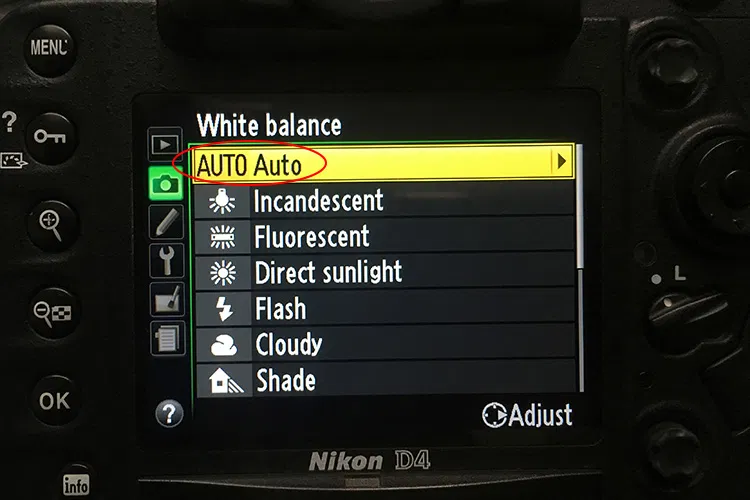 MENU
?
White balance
AUTO Auto
Incandescent
Fluorescent
Direct sunlight
Flash
Cloudy
Shade
?
Adjust
OK
L
Nikon D4
info